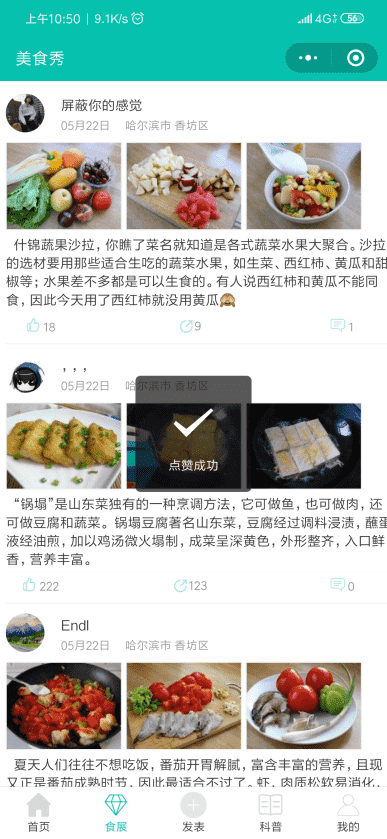 上午10:50 | 9.1K/s
4G 56
美食秀
屏蔽你的感觉
05月22日 哈尔滨市 香坊区
什锦蔬果沙拉，你瞧了菜名就知道是各式蔬菜水果大聚合。沙拉
的选材要用那些适合生吃的蔬菜水果，如生菜、西红柿、黄瓜和甜
椒等；水果差不多都是可以生食的。有人说西红柿和黄瓜不能同
食，因此今天用了西红柿就没用黄瓜🙈
18 9 1
，，，
05月22日 哈尔滨市 香坊区
点赞成功
“锅塌”是山东菜独有的一种烹调方法，它可做鱼，也可做肉，还
可做豆腐和蔬菜。锅塌豆腐著名山东菜，豆腐经过调料浸渍，蘸蛋
液经油煎，加以鸡汤微火塌制，成菜呈深黄色，外形整齐，入口鲜
香，营养丰富。
222 123 0
Endl
05月22日 哈尔滨市 香坊区
夏天人们往往不想吃饭，番茄开胃解腻，富含丰富的营养，且现
又正是番茄成熟时节，因此最适合不过了。虾，肉质松软易消化，
首页 食展 发表 科普 我的